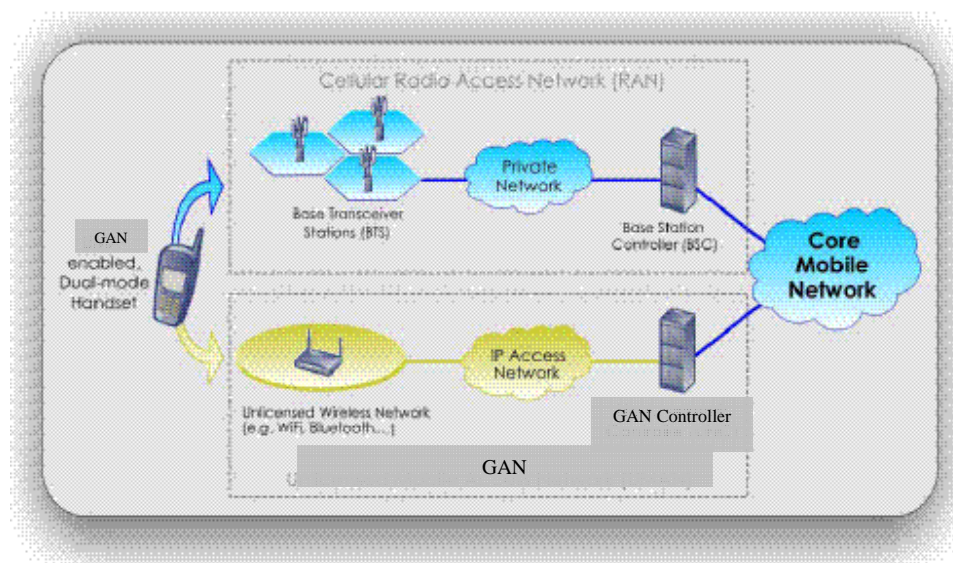 Cellular Radio Access Network (RAN)
Private
Network
Base Transceiver
Stations (BTS)
Base Station
Controller (BSC)
GAN
enabled,
Dual-mode
Handset
Core
Mobile
Network
IP Access
Network
Unlicensed Wireless Network
(e.g. WiFi, Bluetooth...)
GAN Controller
GAN